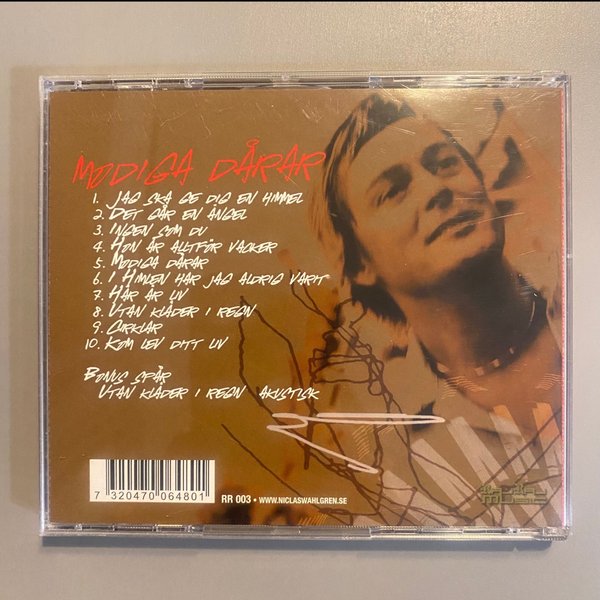 MODIGA DÅRAR
1. JAG SKA GE DIG EN HIMMEL
2. DET GÅR EN ÄNGEL
3. INGEN SOM DU
4. HON ÄR ALLTFÖR VACKER
5. MODIGA DÅRAR
6. I HIMLEN HAR JAG ALDRIG VARIT
7. HÄR ÄR LIV
8. UTAN KLÄDER I REGN
9. CIRKLAR
10. KOM LEV DITT LIV
BONUS SPÅR
UTAN KLÄDER I REGN AKUSTISK
7 320470 064801
RR 003 • WWW.NICLASWAHLGREN.SE